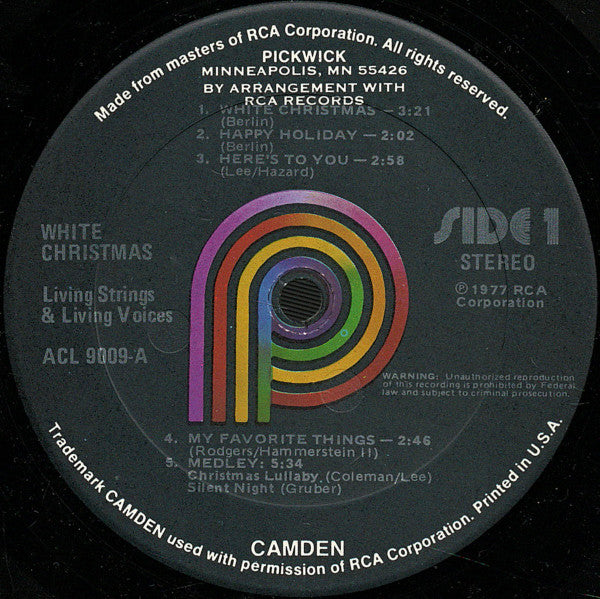 Made from masters of RCA Corporation. All rights reserved.
PICKWICK
MINNEAPOLIS, MN 55426
BY ARRANGEMENT WITH
RCA RECORDS
1. WHITE CHRISTMAS — 3:21
(Berlin)
2. HAPPY HOLIDAY — 2:02
(Berlin)
3. HERE'S TO YOU — 2:58
(Lee/Hazard)
WHITE
CHRISTMAS
Living Strings
& Living Voices
ACL 9009-A
SIDE 1
STEREO
℗ 1977 RCA
Corporation
WARNING: Unauthorized reproduction
of this recording is prohibited by Federal
law and subject to criminal prosecution.
4. MY FAVORITE THINGS — 2:46
(Rodgers/Hammerstein II)
5. MEDLEY: 5:34
Christmas Lullaby (Coleman/Lee)
Silent Night (Gruber)
CAMDEN
Trademark CAMDEN used with permission of RCA Corporation. Printed in U.S.A.